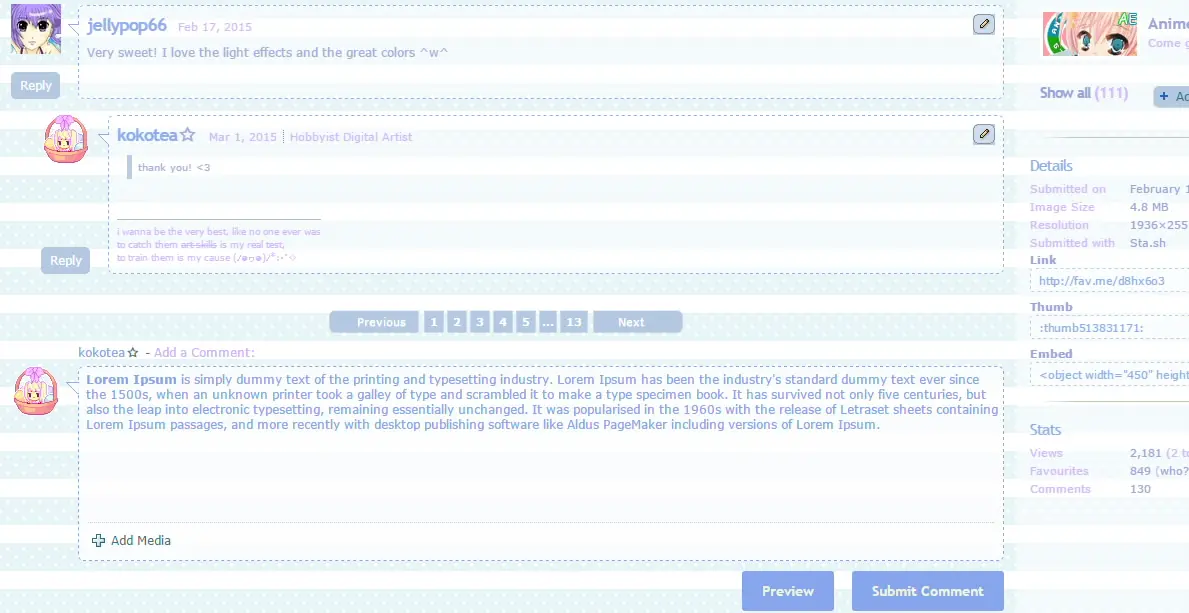 jellypop66 Feb 17, 2015
Very sweet! I love the light effects and the great colors ^w^
Reply
kokotea☆ Mar 1, 2015 Hobbyist Digital Artist
thank you! <3
i wanna be the very best, like no one ever was
to catch them art skills is my real test,
to train them is my cause
Reply
Previous 1 2 3 4 5 ... 13 Next
kokotea☆ - Add a Comment:
Lorem Ipsum is simply dummy text of the printing and typesetting industry. Lorem Ipsum has been the industry's standard dummy text ever since
the 1500s, when an unknown printer took a galley of type and scrambled it to make a type specimen book. It has survived not only five centuries, but
also the leap into electronic typesetting, remaining essentially unchanged. It was popularised in the 1960s with the release of Letraset sheets containing
Lorem Ipsum passages, and more recently with desktop publishing software like Aldus PageMaker including versions of Lorem Ipsum.
Add Media
Preview Submit Comment
AE
Anime
Come g
Show all (111)
+ Ad
Details
Submitted on February 1
Image Size 4.8 MB
Resolution 1936×255
Submitted with Sta.sh
Link
http://fav.me/d8hx6o3
Thumb
:thumb513831171:
Embed
<object width="450" height
Stats
Views 2,181 (2 to
Favourites 849 (who?
Comments 130